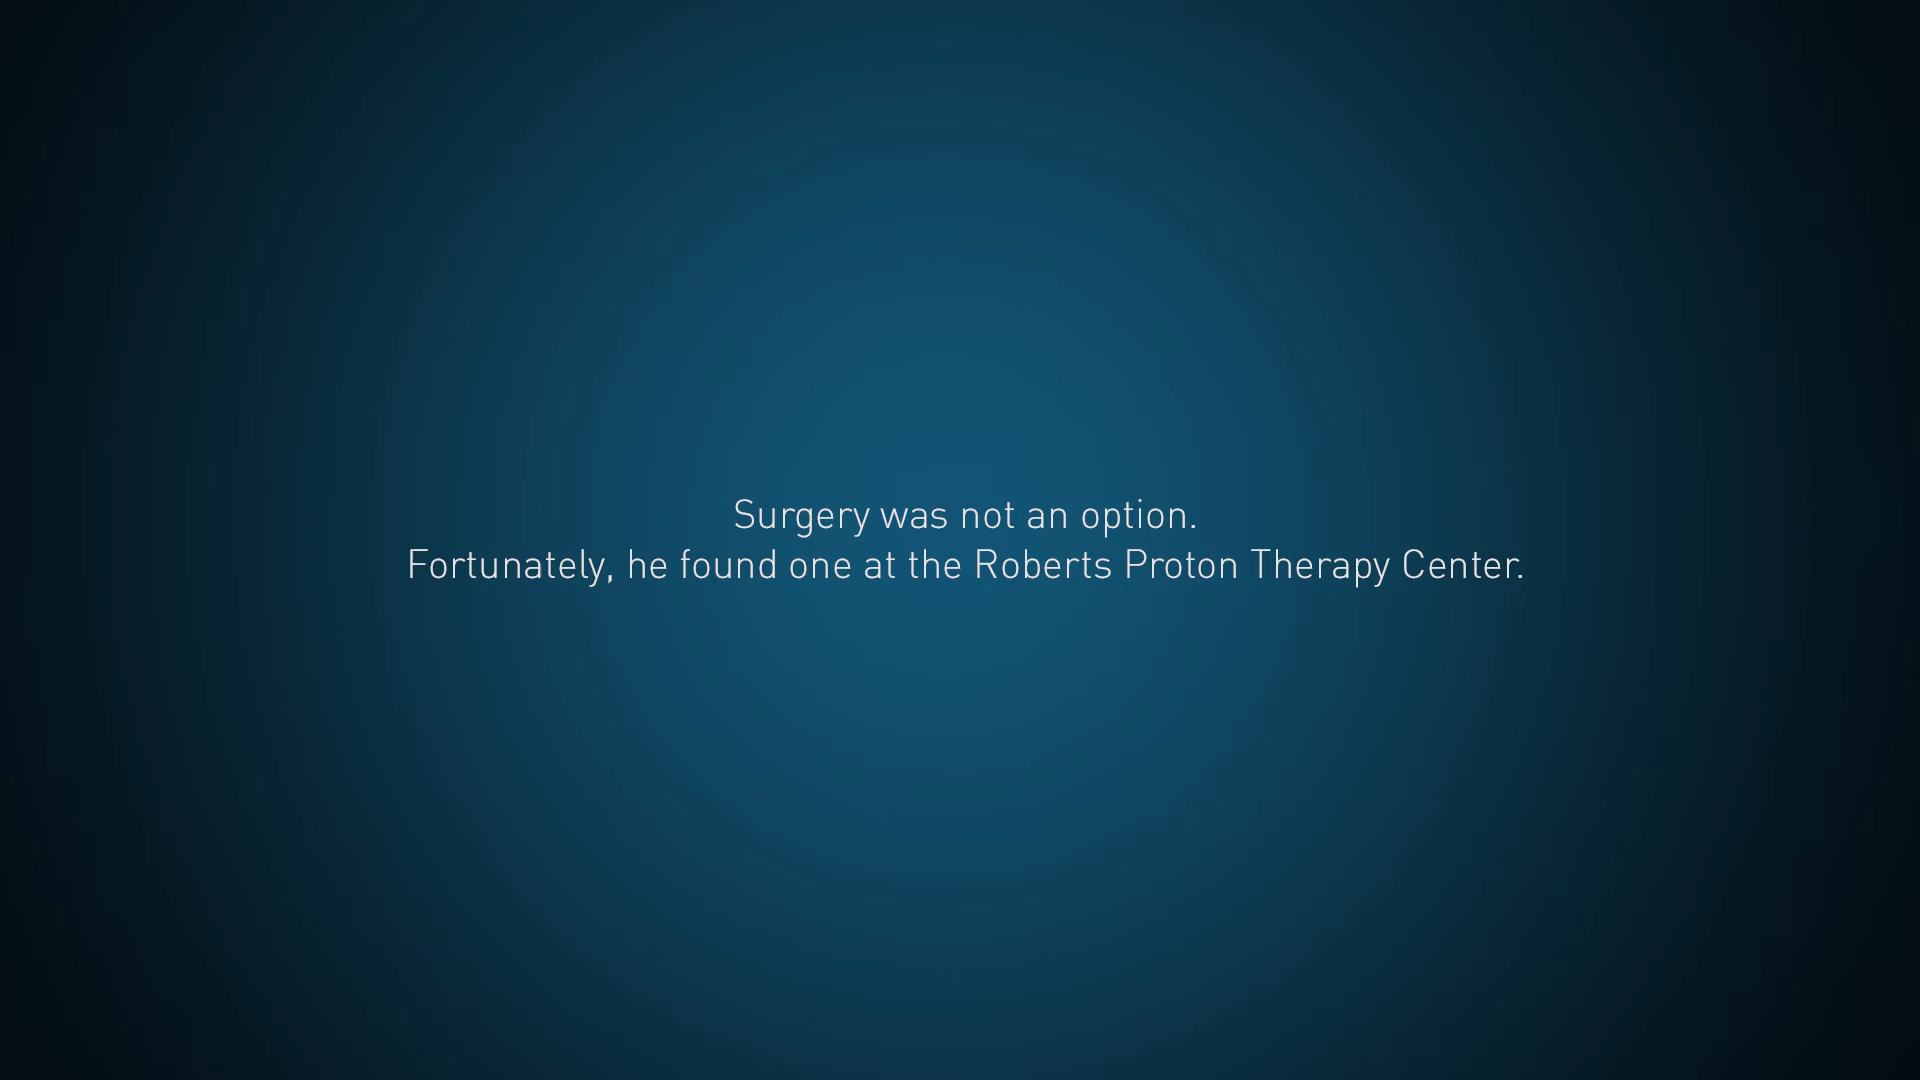 Surgery was not an option.
Fortunately, he found one at the Roberts Proton Therapy Center.